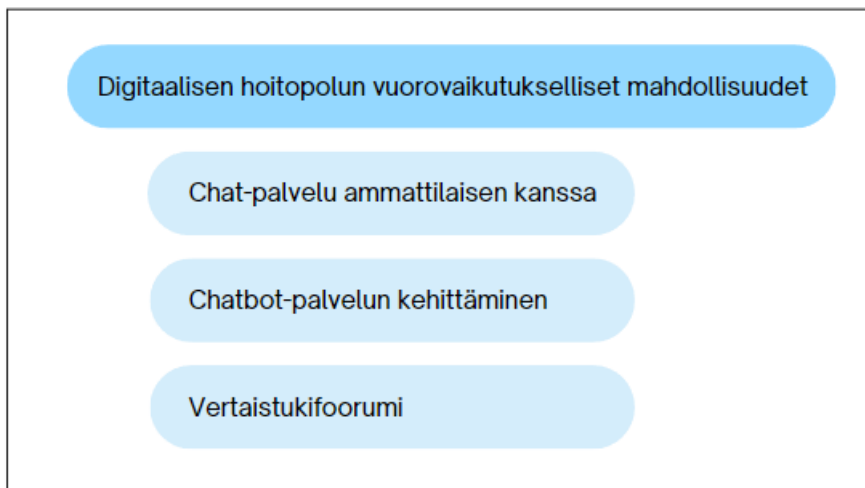 Digitaalisen hoitopolun vuorovaikutukselliset mahdollisuudet
Chat-palvelu ammattilaisen kanssa
Chatbot-palvelun kehittäminen
Vertaistukifoorumi